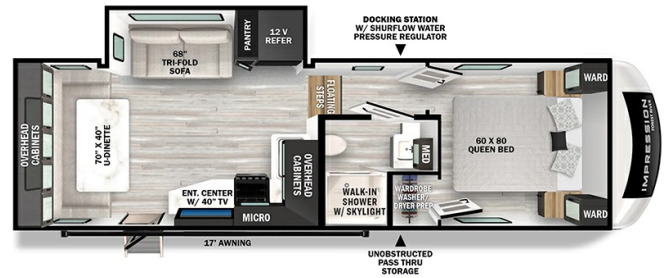 DOCKING STATION
W/ SHURFLOW WATER
PRESSURE REGULATOR
PANTRY
12 V
REFER
68"
TRI-FOLD
SOFA
FLOATING
STEPS
WARD
OVERHEAD
CABINETS
70" X 40"
U-DINETTE
60 X 80
QUEEN BED
IMPRESSION
FOREST RIVER
OVERHEAD
CABINETS
MED
ENT. CENTER
W/ 40" TV
MICRO
WALK-IN
SHOWER
W/ SKYLIGHT
WARDROBE
WASHER/
DRYER PREP
WARD
17' AWNING
UNOBSTRUCTED
PASS THRU
STORAGE